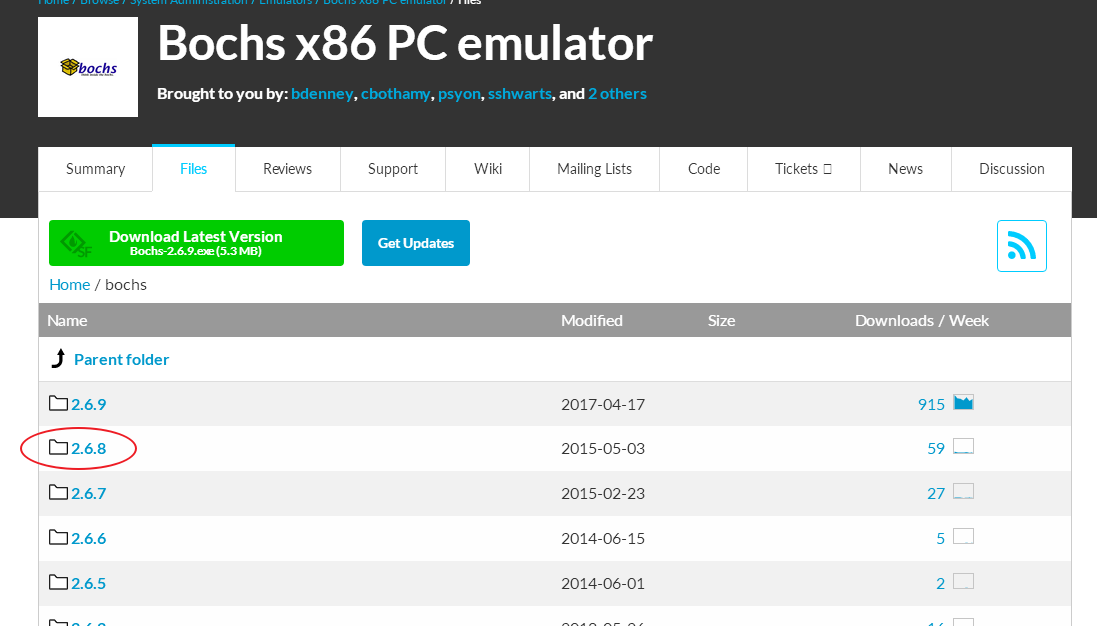 Home / Browse / System Administration / Emulators / Bochs x86 PC emulator / Files
bochs
Bochs x86 PC emulator
Brought to you by: bdenney, cbothamy, psyon, sshwarts, and 2 others
Summary Files Reviews Support Wiki Mailing Lists Code Tickets News Discussion
Download Latest Version
Bochs-2.6.9.exe (5.3 MB)
Get Updates
Home / bochs
Name Modified Size Downloads / Week
Parent folder
2.6.9 2017-04-17 915
2.6.8 2015-05-03 59
2.6.7 2015-02-23 27
2.6.6 2014-06-15 5
2.6.5 2014-06-01 2